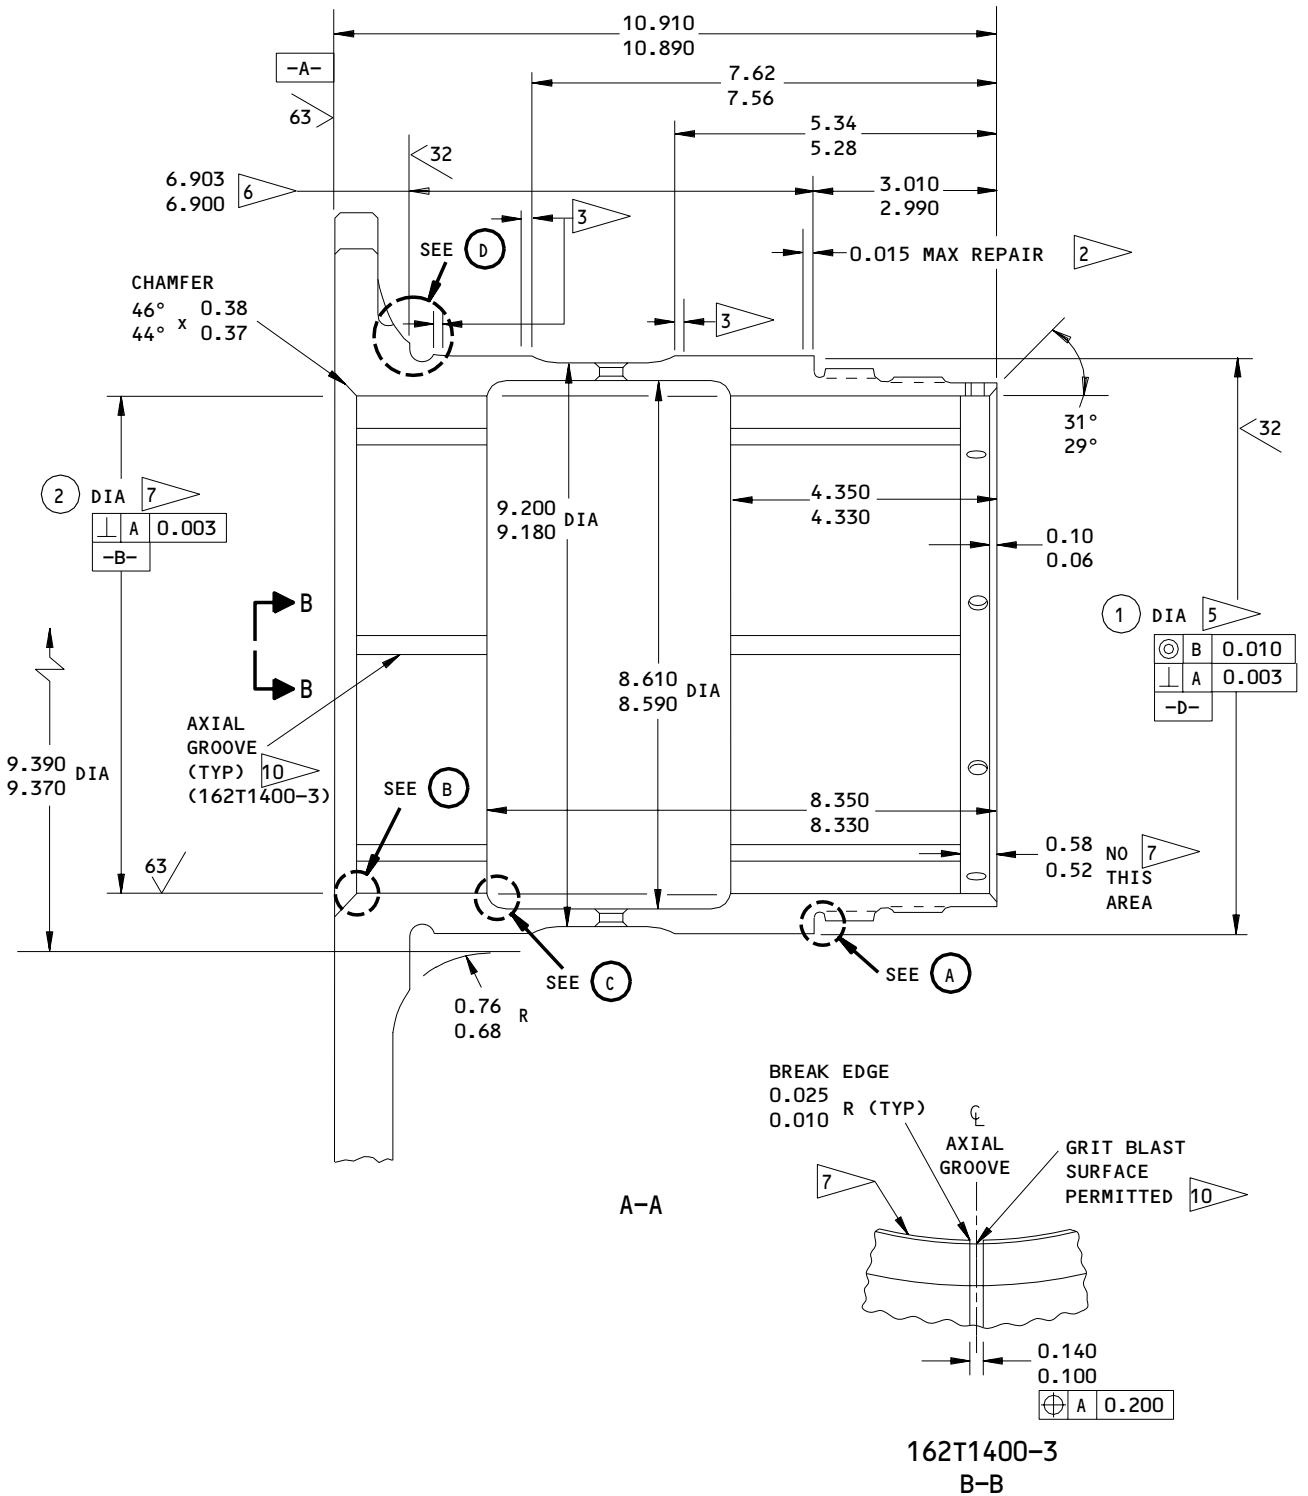 10.910
10.890
-A-
7.62
7.56
63
5.34
5.28
32
6.903
6.900
6
3.010
2.990
3
SEE D
0.015 MAX REPAIR 2
CHAMFER
46° x 0.38
44° 0.37
3
31°
29°
32
2 DIA 7
⊥ A 0.003
-B-
9.200 DIA
9.180
4.350
4.330
0.10
0.06
B
1 DIA 5
◎ B 0.010
⊥ A 0.003
-D-
B
8.610 DIA
8.590
AXIAL
GROOVE
(TYP) 10
(162T1400-3)
9.390 DIA
9.370
SEE B
8.350
8.330
63
0.58 NO 7
0.52 THIS
AREA
SEE C
SEE A
0.76 R
0.68
BREAK EDGE
0.025
0.010 R (TYP)
℄
AXIAL
GROOVE
GRIT BLAST
SURFACE
PERMITTED 10
7
A-A
0.140
0.100
⌖ A 0.200
162T1400-3
B-B